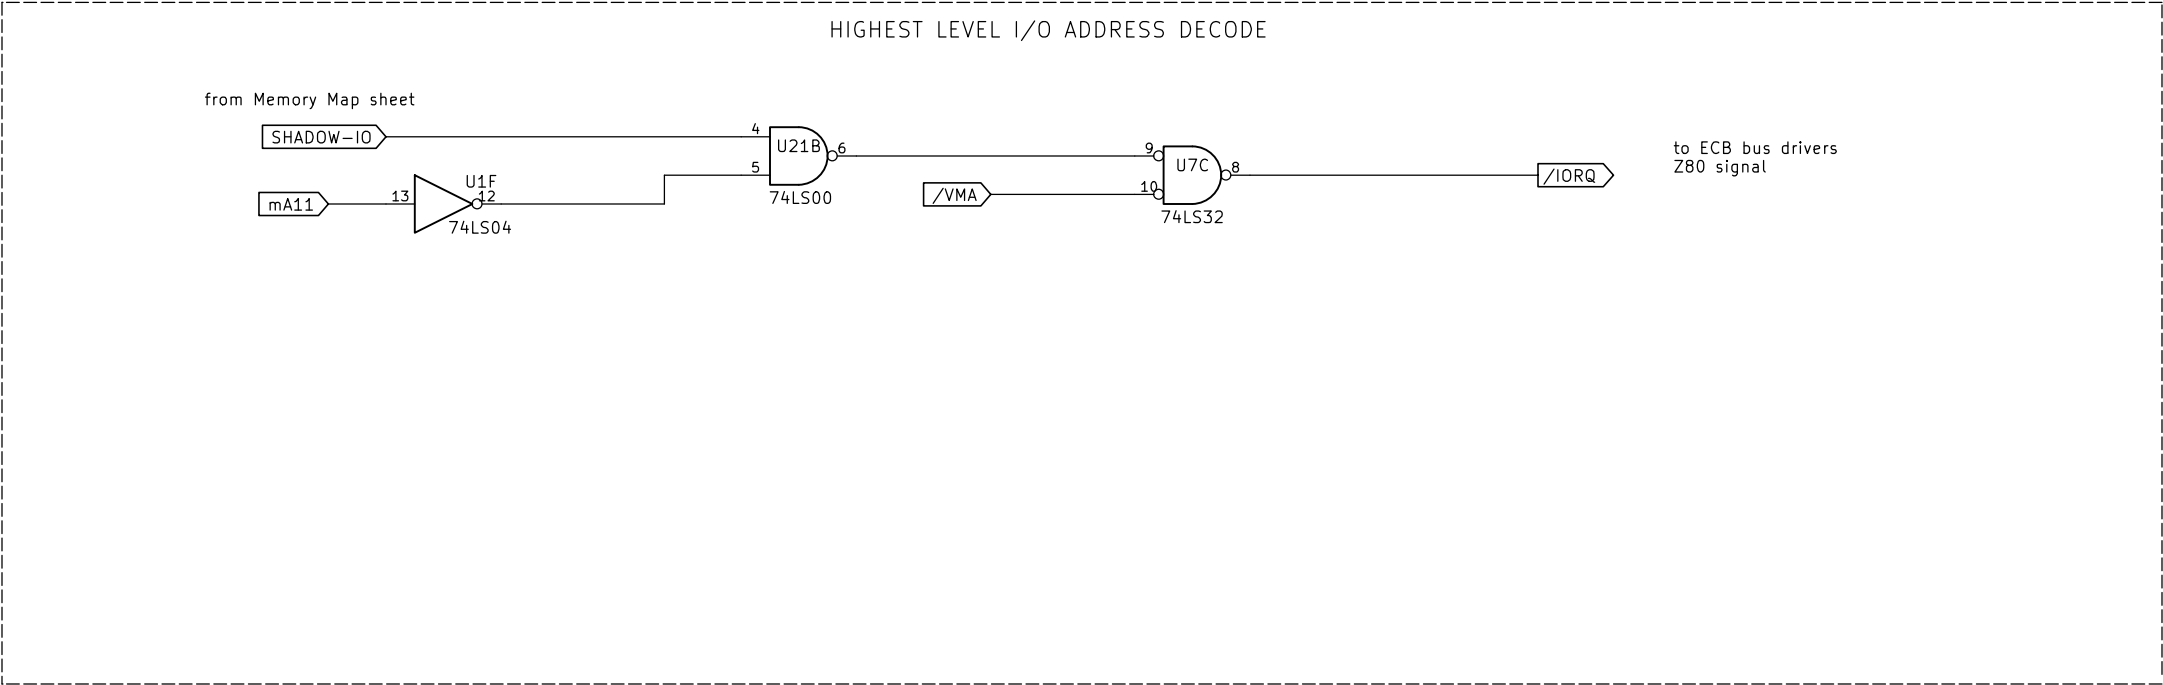 HIGHEST LEVEL I/O ADDRESS DECODE
from Memory Map sheet
SHADOW-IO
4
U21B
6
74LS00
5
mA11
13
U1F
12
74LS04
/VMA
9
10
U7C
8
74LS32
/IORQ
to ECB bus drivers
Z80 signal